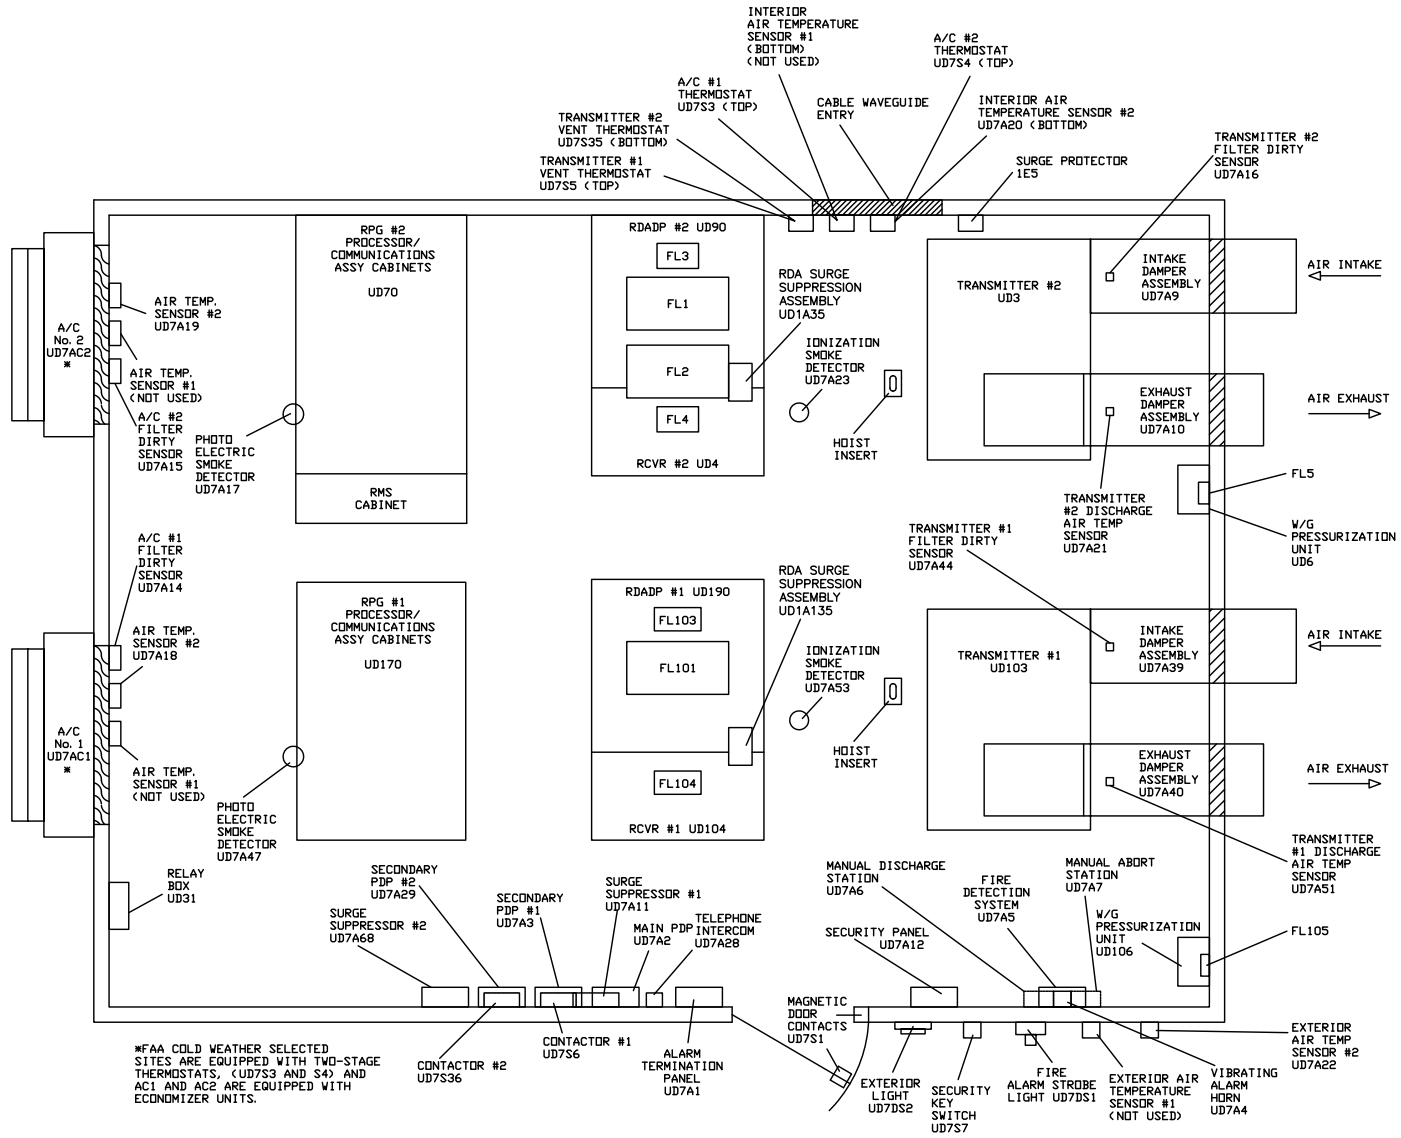 INTERIOR
AIR TEMPERATURE
SENSOR #1
(BOTTOM)
(NOT USED)
A/C #2
THERMOSTAT
UD7S4 (TOP)
A/C #1
THERMOSTAT
UD7S3 (TOP)
CABLE WAVEGUIDE
ENTRY
INTERIOR AIR
TEMPERATURE SENSOR #2
UD7A20 (BOTTOM)
TRANSMITTER #2
VENT THERMOSTAT
UD7S35 (BOTTOM)
TRANSMITTER #1
VENT THERMOSTAT
UD7S5 (TOP)
SURGE PROTECTOR
1E5
TRANSMITTER #2
FILTER DIRTY
SENSOR
UD7A16
RPG #2
PROCESSOR/
COMMUNICATIONS
ASSY CABINETS
UD70
RDADP #2 UD90
FL3
FL1
FL2
FL4
RCVR #2 UD4
RDA SURGE
SUPPRESSION
ASSEMBLY
UD1A35
TRANSMITTER #2
UD3
INTAKE
DAMPER
ASSEMBLY
UD7A9
AIR INTAKE
A/C
No. 2
UD7AC2
*
AIR TEMP.
SENSOR #2
UD7A19
AIR TEMP.
SENSOR #1
(NOT USED)
A/C #2
FILTER
DIRTY
SENSOR
UD7A15
PHOTO
ELECTRIC
SMOKE
DETECTOR
UD7A17
RMS
CABINET
IONIZATION
SMOKE
DETECTOR
UD7A23
HOIST
INSERT
EXHAUST
DAMPER
ASSEMBLY
UD7A10
AIR EXHAUST
TRANSMITTER
#2 DISCHARGE
AIR TEMP
SENSOR
UD7A21
FL5
W/G
PRESSURIZATION
UNIT
UD6
TRANSMITTER #1
FILTER DIRTY
SENSOR
UD7A44
A/C #1
FILTER
DIRTY
SENSOR
UD7A14
AIR TEMP.
SENSOR #2
UD7A18
RPG #1
PROCESSOR/
COMMUNICATIONS
ASSY CABINETS
UD170
RDADP #1 UD190
FL103
FL101
FL104
RCVR #1 UD104
RDA SURGE
SUPPRESSION
ASSEMBLY
UD1A135
IONIZATION
SMOKE
DETECTOR
UD7A53
HOIST
INSERT
TRANSMITTER #1
UD103
INTAKE
DAMPER
ASSEMBLY
UD7A39
AIR INTAKE
A/C
No. 1
UD7AC1
*
AIR TEMP.
SENSOR #1
(NOT USED)
PHOTO
ELECTRIC
SMOKE
DETECTOR
UD7A47
EXHAUST
DAMPER
ASSEMBLY
UD7A40
AIR EXHAUST
TRANSMITTER
#1 DISCHARGE
AIR TEMP
SENSOR
UD7A51
RELAY
BOX
UD31
SECONDARY
PDP #2
UD7A29
SURGE
SUPPRESSOR #2
UD7A68
SECONDARY
PDP #1
UD7A3
SURGE
SUPPRESSOR #1
UD7A11
MAIN PDP
UD7A2
TELEPHONE
INTERCOM
UD7A28
MANUAL DISCHARGE
STATION
UD7A6
FIRE
DETECTION
SYSTEM
UD7A5
MANUAL ABORT
STATION
UD7A7
SECURITY PANEL
UD7A12
W/G
PRESSURIZATION
UNIT
UD106
FL105
MAGNETIC
DOOR
CONTACTS
UD7S1
CONTACTOR #2
UD7S36
CONTACTOR #1
UD7S6
ALARM
TERMINATION
PANEL
UD7A1
EXTERIOR
LIGHT
UD7DS2
SECURITY
KEY
SWITCH
UD7S7
FIRE
ALARM STROBE
LIGHT UD7DS1
EXTERIOR AIR
TEMPERATURE
SENSOR #1
(NOT USED)
VIBRATING
ALARM
HORN
UD7A4
EXTERIOR
AIR TEMP
SENSOR #2
UD7A22
*FAA COLD WEATHER SELECTED
SITES ARE EQUIPPED WITH TWO-STAGE
THERMOSTATS, (UD7S3 AND S4) AND
AC1 AND AC2 ARE EQUIPPED WITH
ECONOMIZER UNITS.